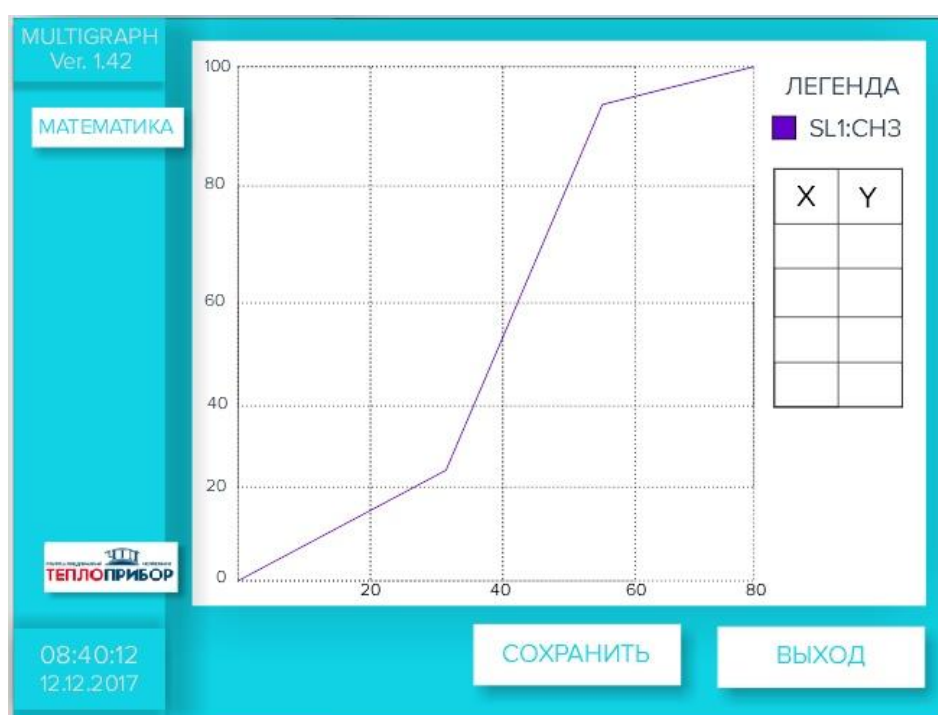 MULTIGRAPH
Ver. 1.42
МАТЕМАТИКА
100
80
60
40
20
0
20
40
60
80
ЛЕГЕНДА
SL1:CH3
X Y
ТЕПЛОПРИБОР
08:40:12
12.12.2017
СОХРАНИТЬ
ВЫХОД